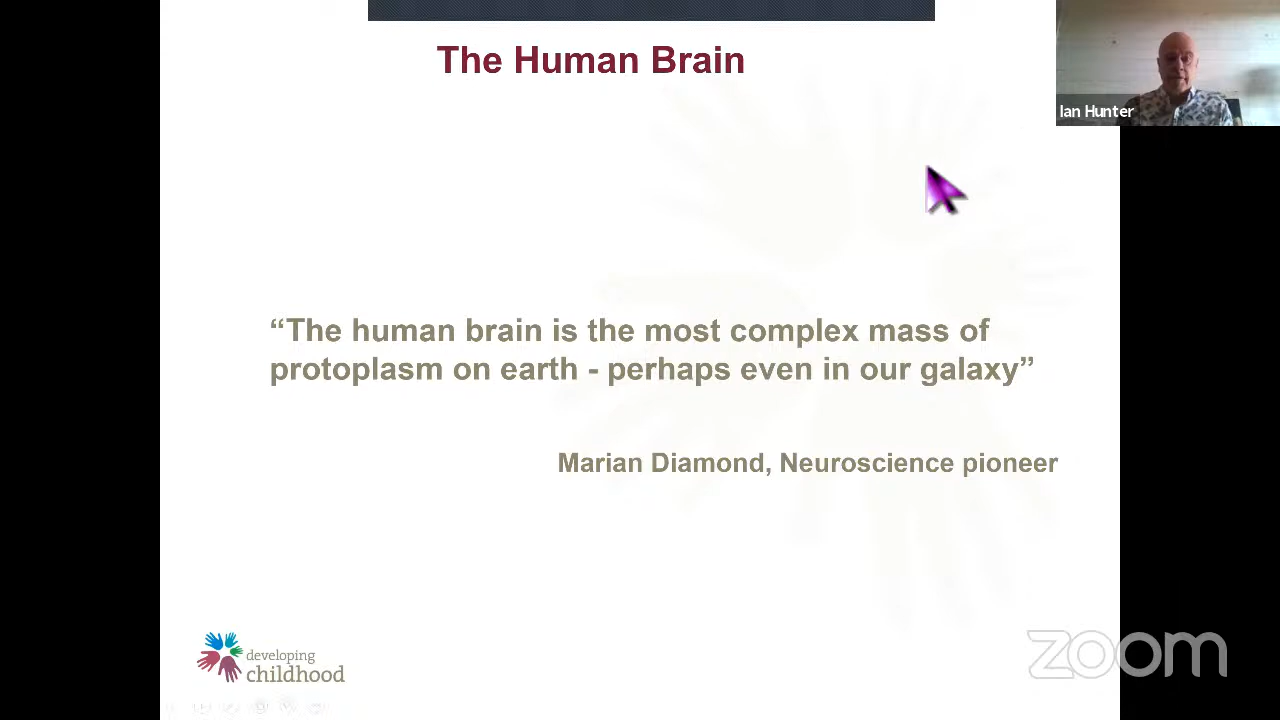 The Human Brain
Ian Hunter
“The human brain is the most complex mass of
protoplasm on earth - perhaps even in our galaxy”
Marian Diamond, Neuroscience pioneer
developing
childhood
zoom